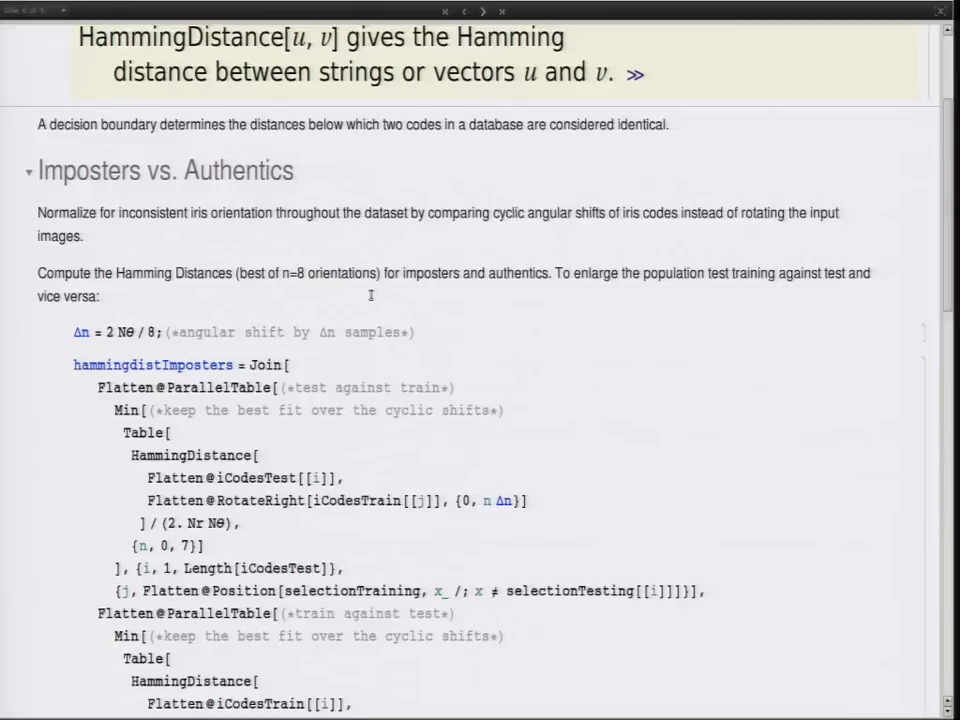 HammingDistance[u, v] gives the Hamming
distance between strings or vectors u and v. ≫
A decision boundary determines the distances below which two codes in a database are considered identical.
Imposters vs. Authentics
Normalize for inconsistent iris orientation throughout the dataset by comparing cyclic angular shifts of iris codes instead of rotating the input
images.
Compute the Hamming Distances (best of n=8 orientations) for imposters and authentics. To enlarge the population test training against test and
vice versa:
Δn = 2 Nθ / 8; (*angular shift by Δn samples*)
hammingdistImposters = Join[
Flatten@ParallelTable[(*test against train*)
Min[(*keep the best fit over the cyclic shifts*)
Table[
HammingDistance[
Flatten@iCodesTest[[i]],
Flatten@RotateRight[iCodesTrain[[j]], {0, n Δn}]
] / (2. Nr Nθ),
{n, 0, 7}]
], {i, 1, Length[iCodesTest]},
{j, Flatten@Position[selectionTraining, x_ /; x ≠ selectionTesting[[i]]]}],
Flatten@ParallelTable[(*train against test*)
Min[(*keep the best fit over the cyclic shifts*)
Table[
HammingDistance[
Flatten@iCodesTrain[[i]],